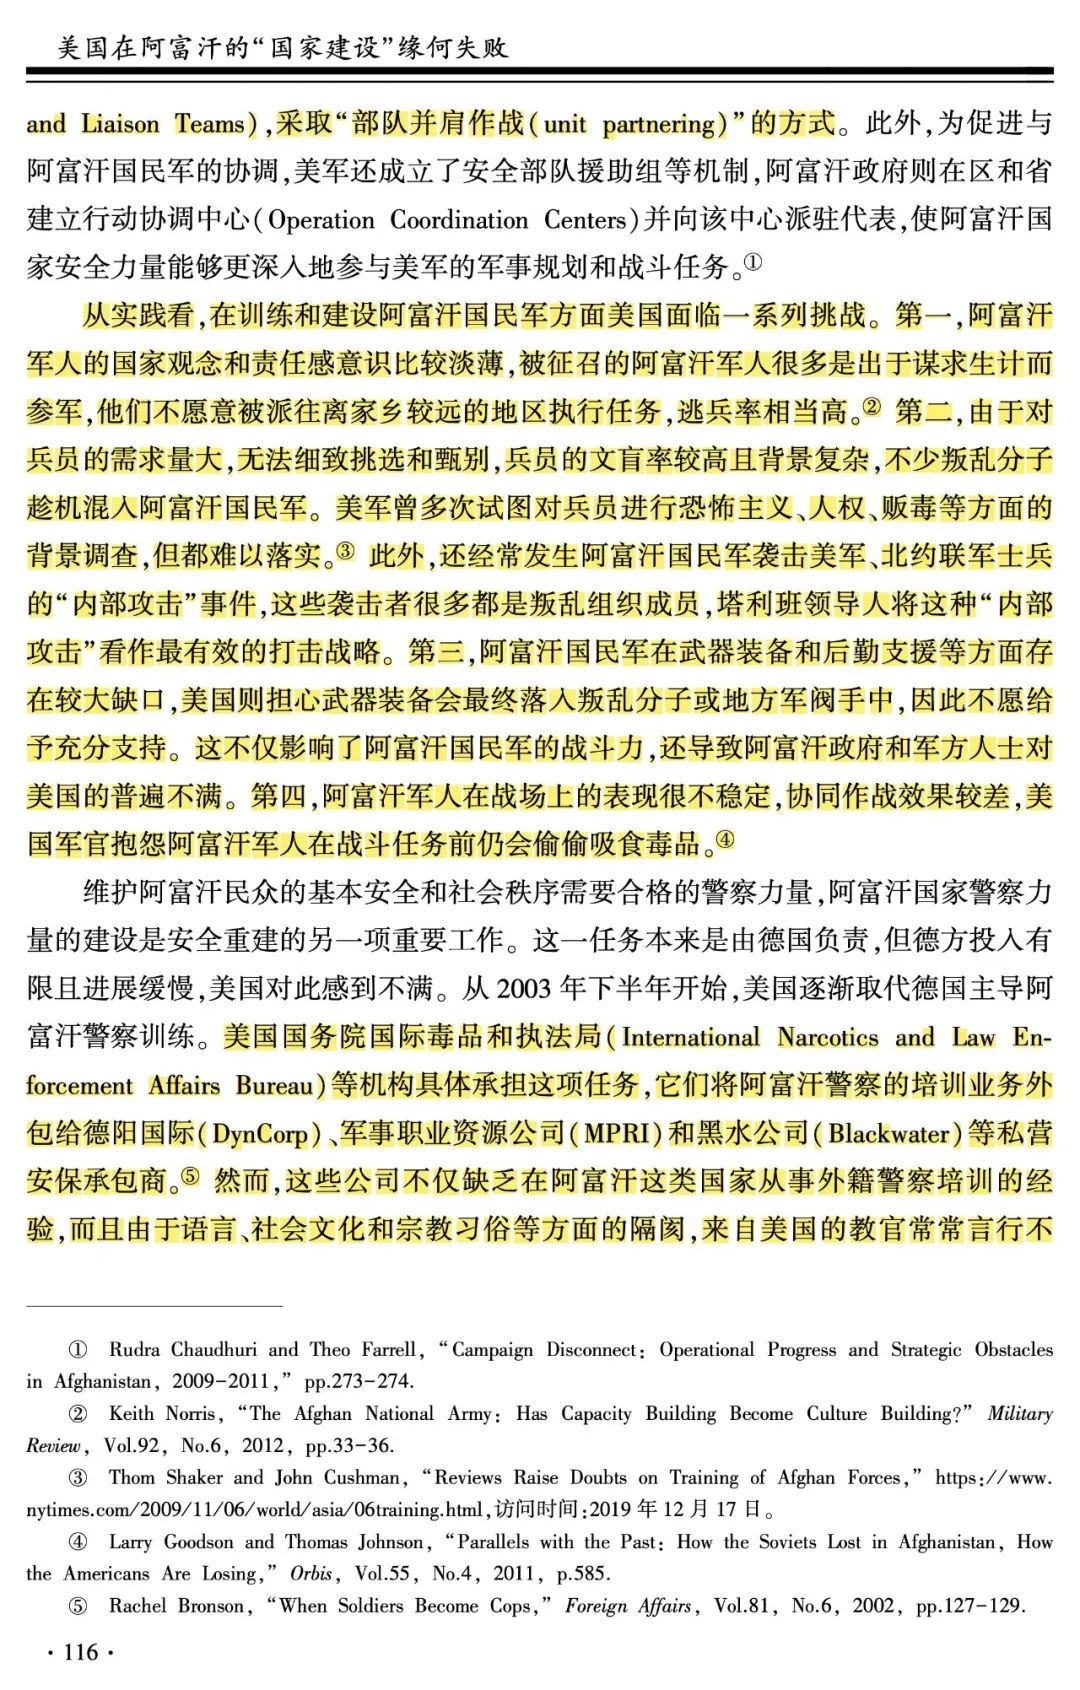 美国在阿富汗的“国家建设”缘何失败
and Liaison Teams),采取“部队并肩作战(unit partnering)”的方式。此外,为促进与
阿富汗国民军的协调,美军还成立了安全部队援助组等机制,阿富汗政府则在区和省
建立行动协调中心(Operation Coordination Centers)并向该中心派驻代表,使阿富汗国
家安全力量能够更深入地参与美军的军事规划和战斗任务。①
从实践看,在训练和建设阿富汗国民军方面美国面临一系列挑战。第一,阿富汗
军人的国家观念和责任感意识比较淡薄,被征召的阿富汗军人很多是出于谋求生计而
参军,他们不愿意被派往离家乡较远的地区执行任务,逃兵率相当高。② 第二,由于对
兵员的需求量大,无法细致挑选和甄别,兵员的文盲率较高且背景复杂,不少叛乱分子
趁机混入阿富汗国民军。美军曾多次试图对兵员进行恐怖主义、人权、贩毒等方面的
背景调查,但都难以落实。③ 此外,还经常发生阿富汗国民军袭击美军、北约联军士兵
的“内部攻击”事件,这些袭击者很多都是叛乱组织成员,塔利班领导人将这种“内部
攻击”看作最有效的打击战略。第三,阿富汗国民军在武器装备和后勤支援等方面存
在较大缺口,美国则担心武器装备会最终落入叛乱分子或地方军阀手中,因此不愿给
予充分支持。这不仅影响了阿富汗国民军的战斗力,还导致阿富汗政府和军方人士对
美国的普遍不满。第四,阿富汗军人在战场上的表现很不稳定,协同作战效果较差,美
国军官抱怨阿富汗军人在战斗任务前仍会偷偷吸食毒品。④
维护阿富汗民众的基本安全和社会秩序需要合格的警察力量,阿富汗国家警察力
量的建设是安全重建的另一项重要工作。这一任务本来是由德国负责,但德方投入有
限且进展缓慢,美国对此感到不满。从 2003 年下半年开始,美国逐渐取代德国主导阿
富汗警察训练。美国国务院国际毒品和执法局(International Narcotics and Law En-
forcement Affairs Bureau)等机构具体承担这项任务,它们将阿富汗警察的培训业务外
包给德阳国际(DynCorp)、军事职业资源公司(MPRI)和黑水公司(Blackwater)等私营
安保承包商。⑤ 然而,这些公司不仅缺乏在阿富汗这类国家从事外籍警察培训的经
验,而且由于语言、社会文化和宗教习俗等方面的隔阂,来自美国的教官常常言行不
① Rudra Chaudhuri and Theo Farrell, “Campaign Disconnect: Operational Progress and Strategic Obstacles
in Afghanistan, 2009-2011,” pp.273-274.
② Keith Norris, “The Afghan National Army: Has Capacity Building Become Culture Building?” Military
Review, Vol.92, No.6, 2012, pp.33-36.
③ Thom Shaker and John Cushman, “Reviews Raise Doubts on Training of Afghan Forces,” https://www.
nytimes.com/2009/11/06/world/asia/06training.html,访问时间:2019 年 12 月 17 日。
④ Larry Goodson and Thomas Johnson, “Parallels with the Past: How the Soviets Lost in Afghanistan, How
the Americans Are Losing,” Orbis, Vol.55, No.4, 2011, p.585.
⑤ Rachel Bronson, “When Soldiers Become Cops,” Foreign Affairs, Vol.81, No.6, 2002, pp.127-129.
· 116 ·